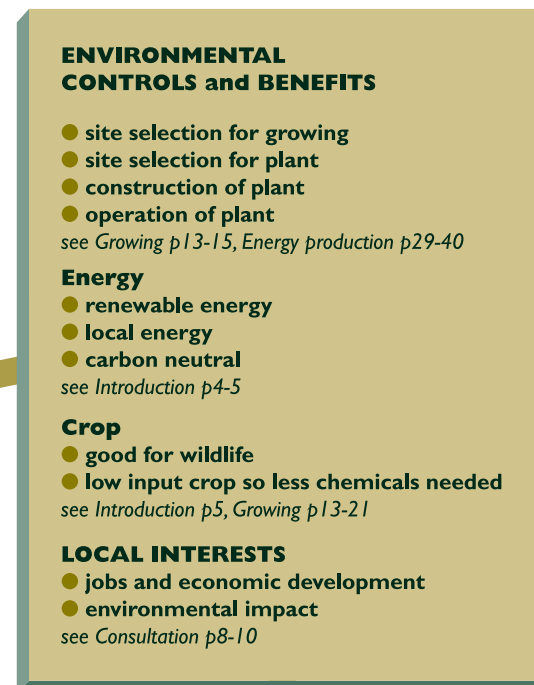 ENVIRONMENTAL
CONTROLS and BENEFITS
● site selection for growing
● site selection for plant
● construction of plant
● operation of plant
see Growing p13-15, Energy production p29-40
Energy
● renewable energy
● local energy
● carbon neutral
see Introduction p4-5
Crop
● good for wildlife
● low input crop so less chemicals needed
see Introduction p5, Growing p13-21
LOCAL INTERESTS
● jobs and economic development
● environmental impact
see Consultation p8-10